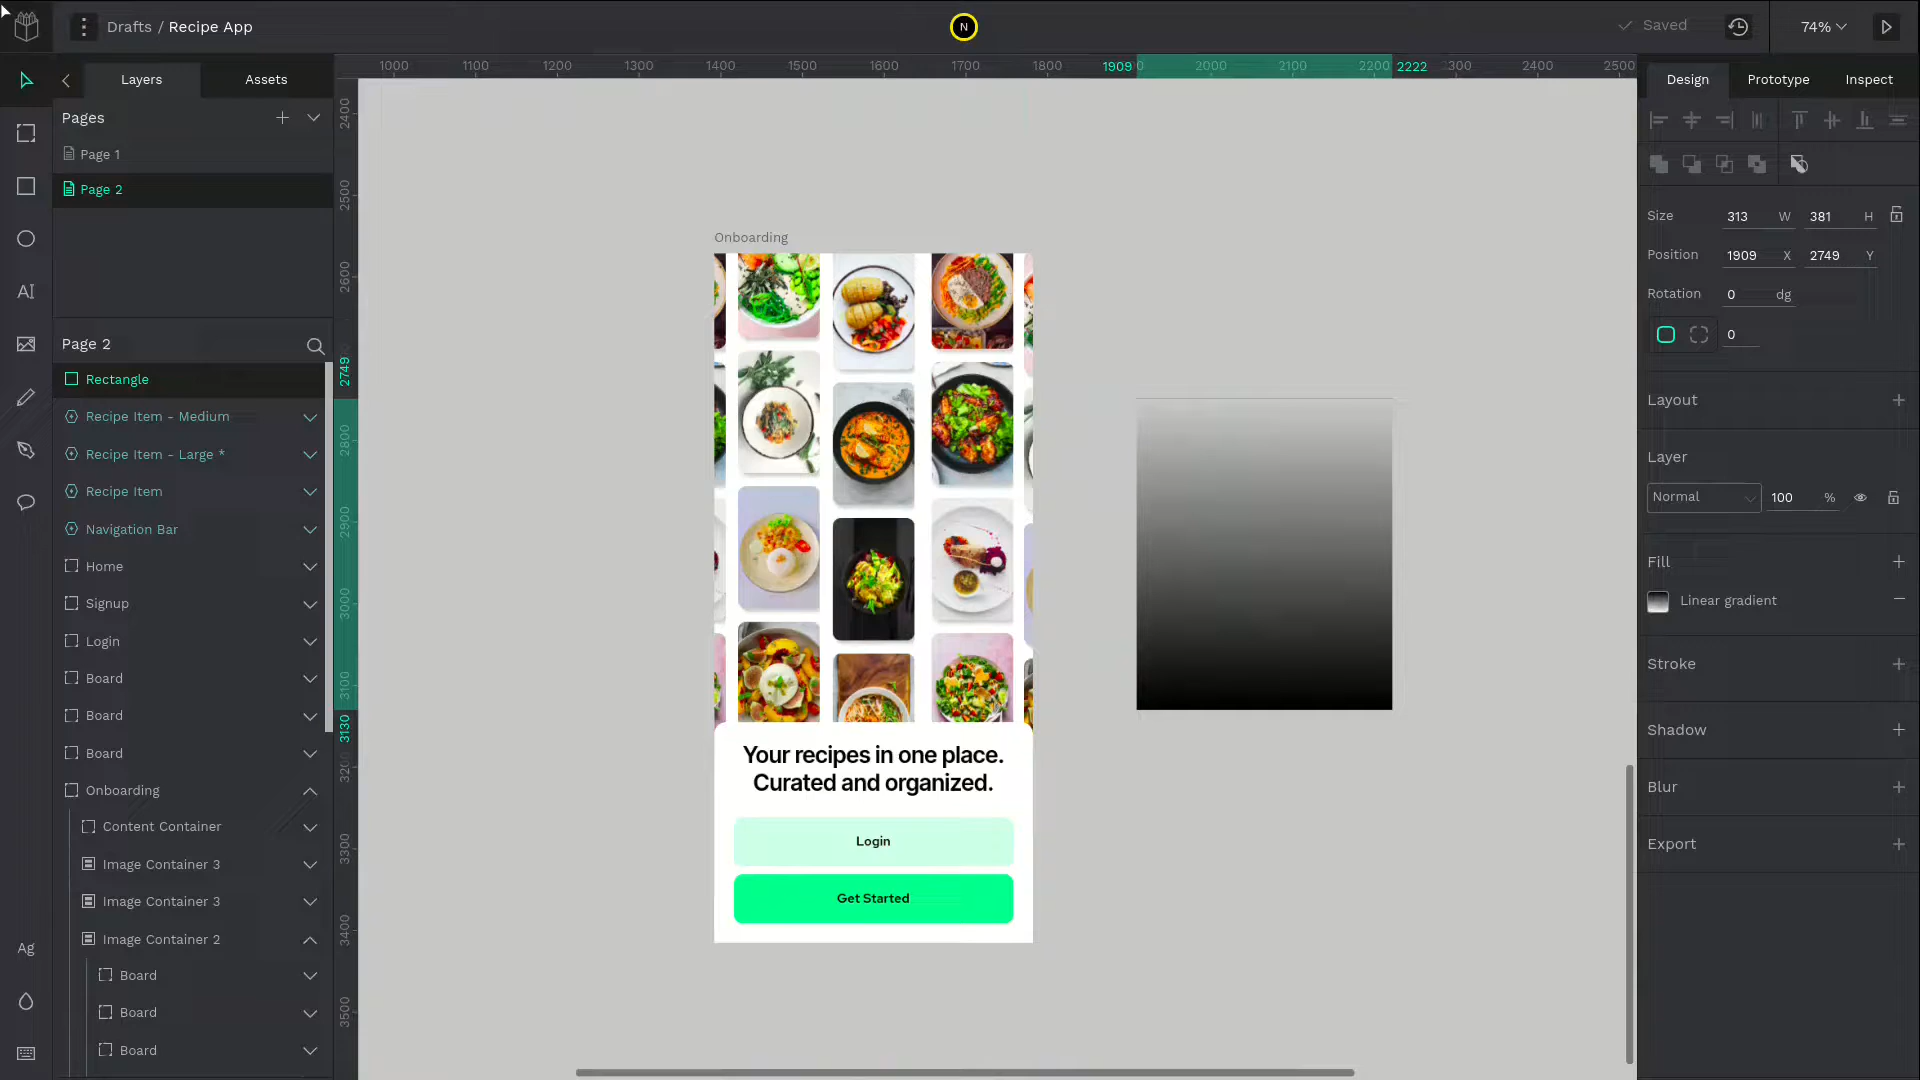 Drafts / Recipe App
N
Saved
74%
Layers
Assets
Pages
Page 1
Page 2
Page 2
Rectangle
Recipe Item - Medium
Recipe Item - Large *
Recipe Item
Navigation Bar
Home
Signup
Login
Board
Board
Board
Onboarding
Content Container
Image Container 3
Image Container 3
Image Container 2
Board
Board
Board
AI
Ag
1000
1100
1200
1300
1400
1500
1600
1700
1800
1909
0
2000
2100
2200
2222
300
2400
2500
2400
2500
2600
2749
2800
2900
3000
3100
3130
3200
3300
3400
3500
Onboarding
Your recipes in one place.
Curated and organized.
Login
Get Started
Design
Prototype
Inspect
Size 313 W 381 H
Position 1909 X 2749 Y
Rotation 0 dg
0
Layout
Layer
Normal 100 %
Fill
Linear gradient
Stroke
Shadow
Blur
Export